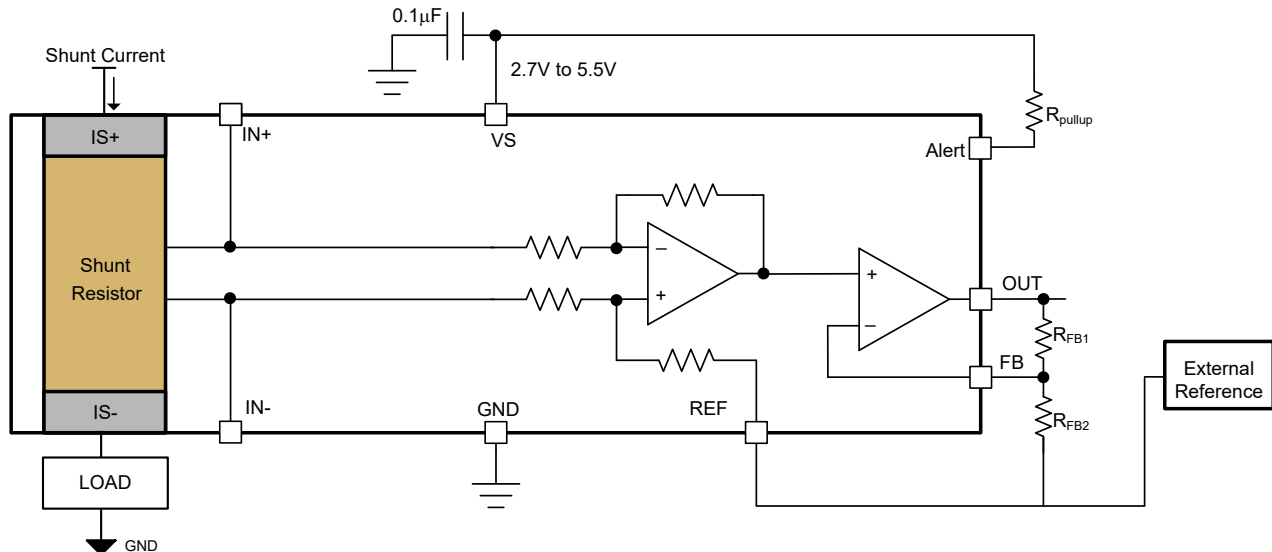 0.1μF
Shunt Current
2.7V to 5.5V
IS+
IN+
VS
Rpullup
Alert
Shunt
Resistor
−
+
+
−
OUT
RFB1
FB
External
Reference
IS-
IN-
GND
REF
RFB2
LOAD
GND